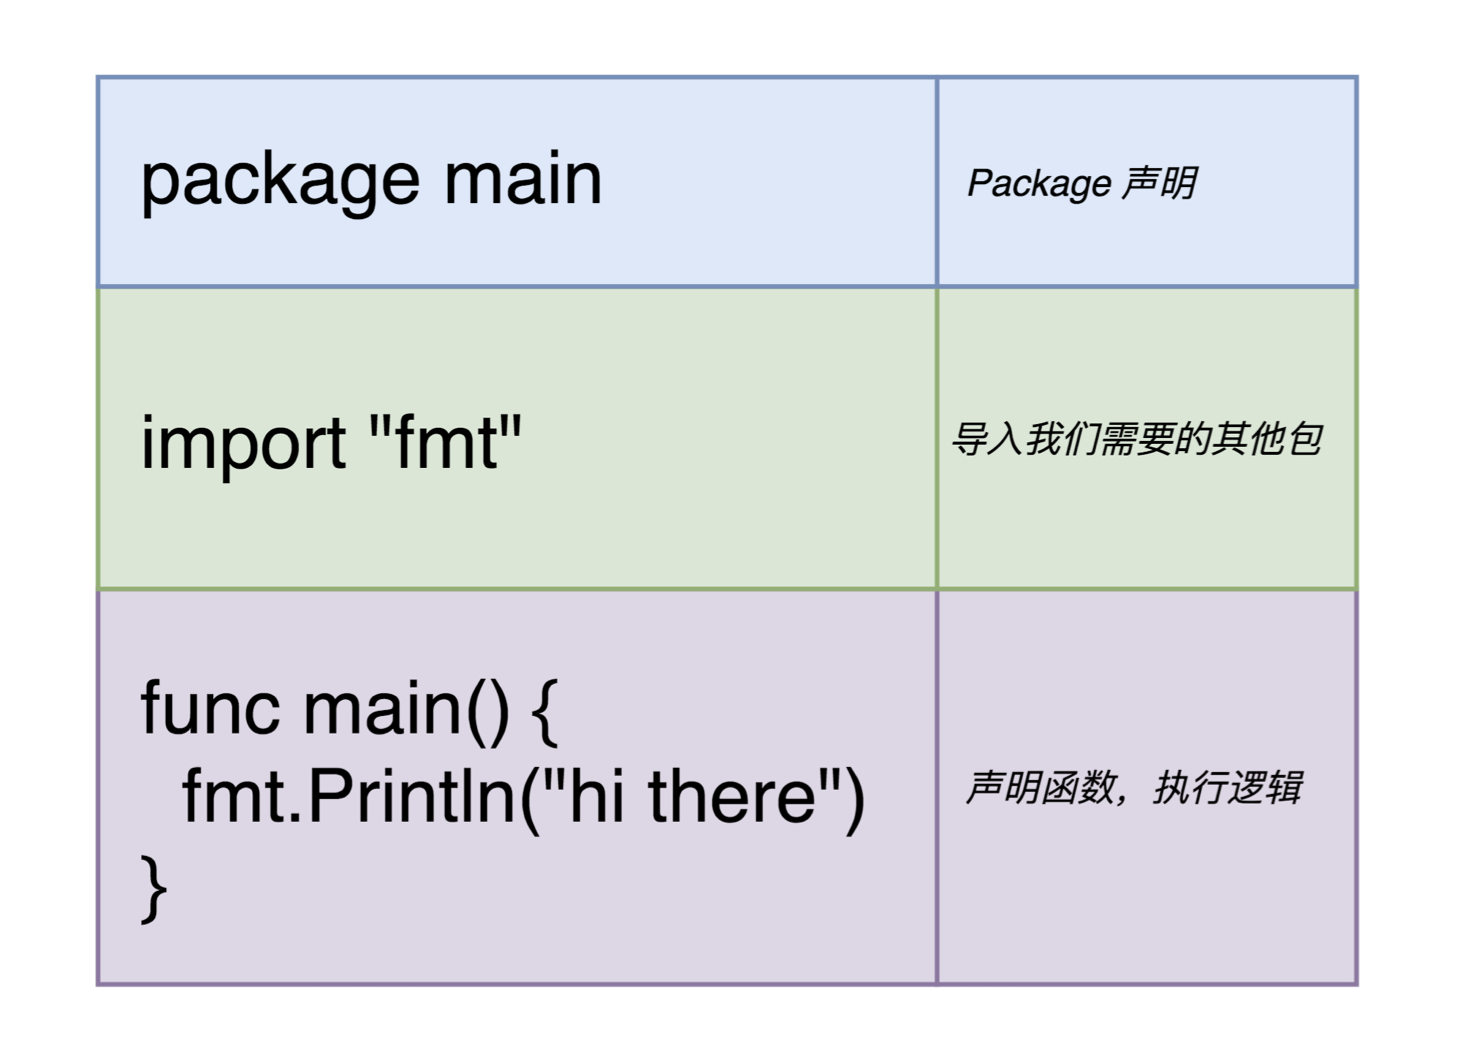 package main
Package 声明
import "fmt"
导入我们需要的其他包
func main() {
fmt.Println("hi there")
}
声明函数，执行逻辑